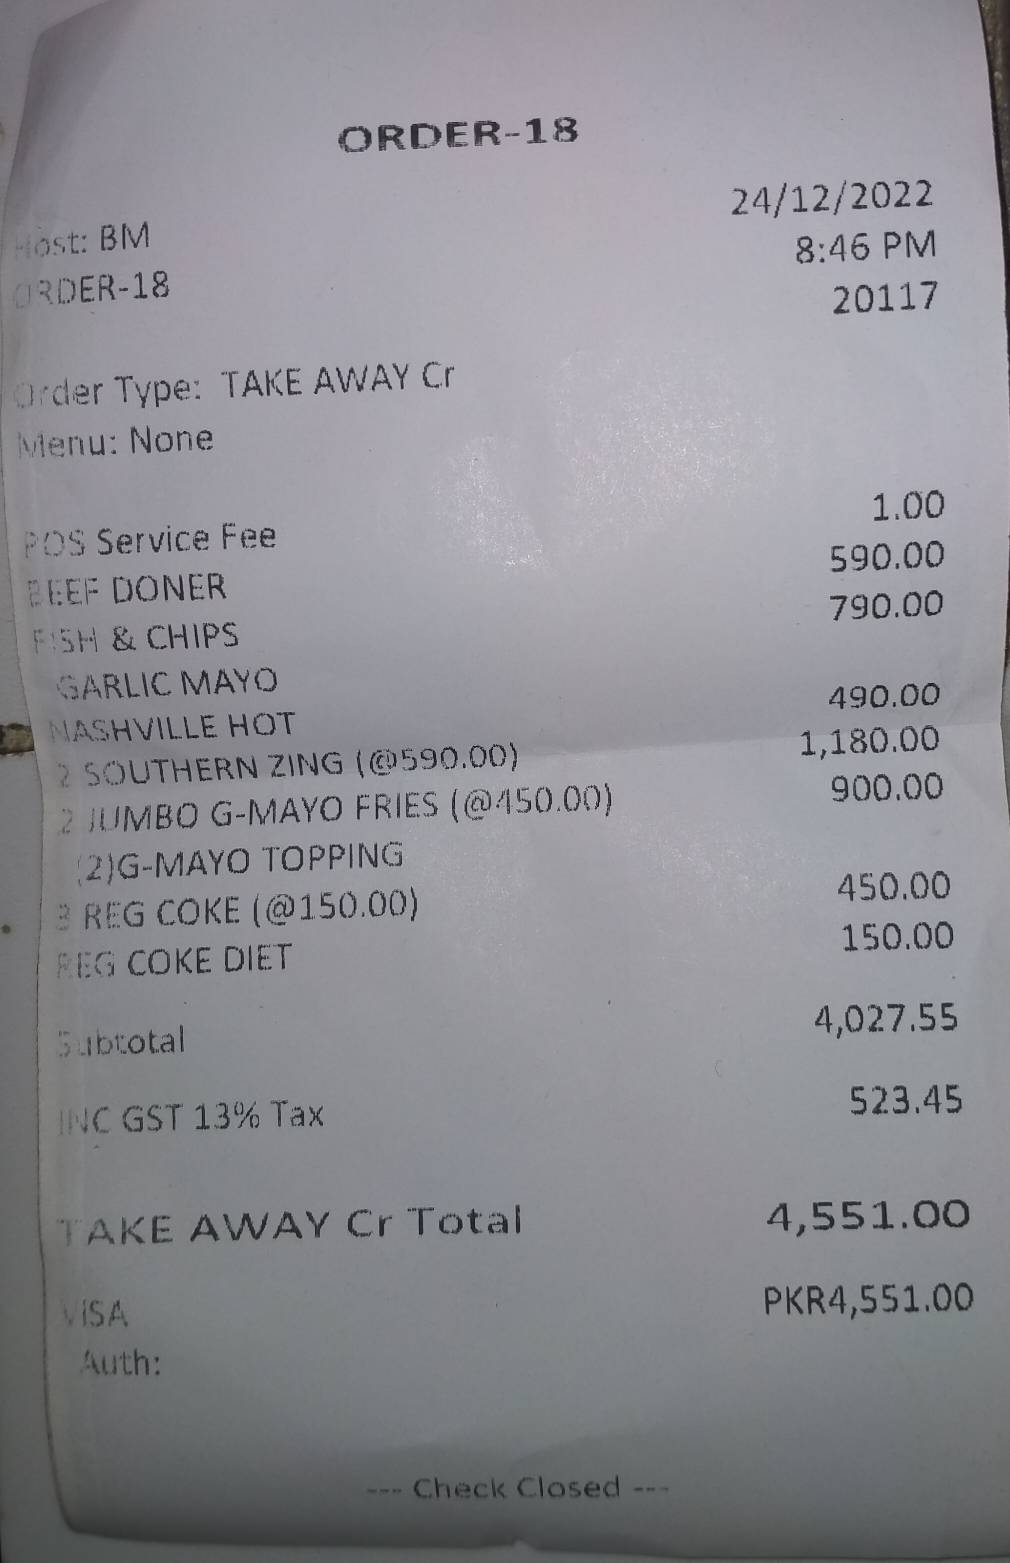 ORDER-18
24/12/2022
Host: BM 8:46 PM
ORDER-18 20117
Order Type: TAKE AWAY Cr
Menu: None
POS Service Fee 1.00
BEEF DONER 590.00
FISH & CHIPS 790.00
GARLIC MAYO
NASHVILLE HOT 490.00
2 SOUTHERN ZING (@590.00) 1,180.00
2 JUMBO G-MAYO FRIES (@450.00) 900.00
(2)G-MAYO TOPPING
3 REG COKE (@150.00) 450.00
REG COKE DIET 150.00
Subtotal 4,027.55
INC GST 13% Tax 523.45
TAKE AWAY Cr Total 4,551.00
VISA PKR4,551.00
Auth:
--- Check Closed ---